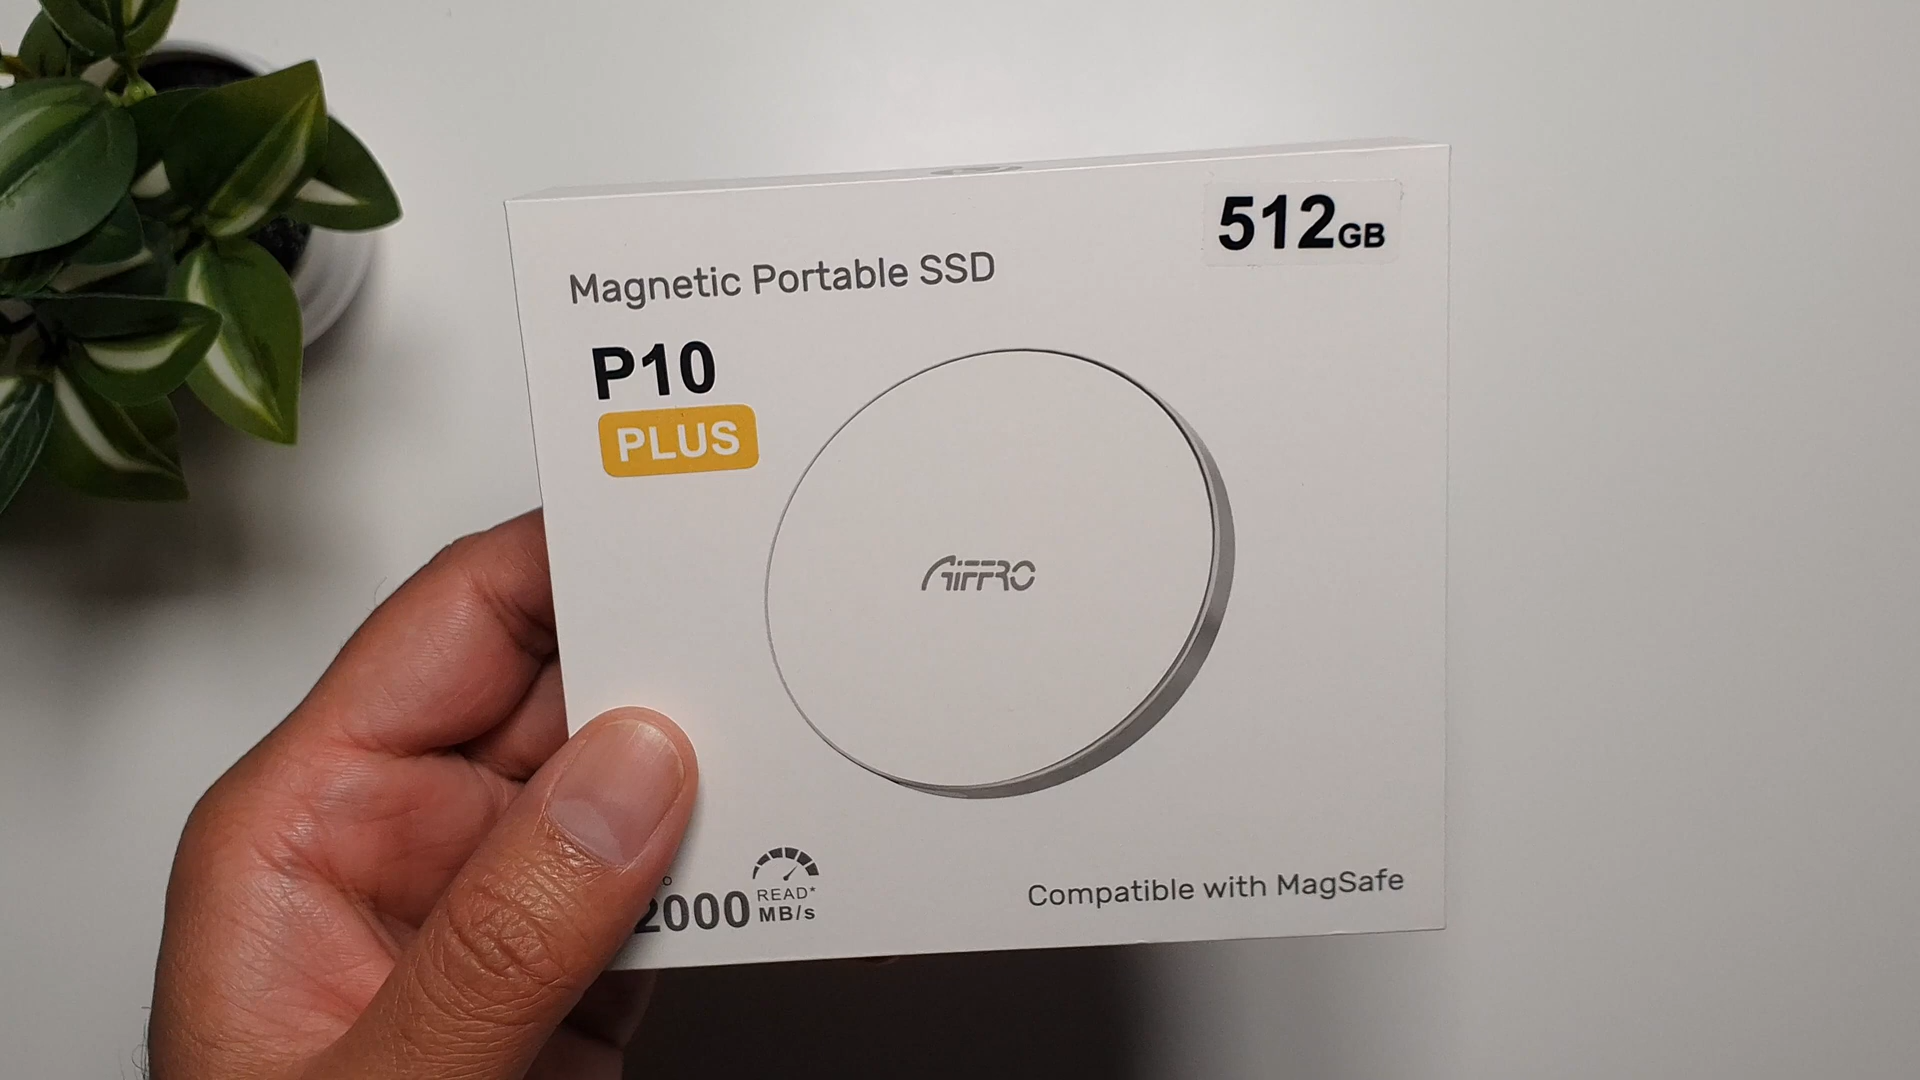 512GB
Magnetic Portable SSD
P10
PLUS
AIFFRO
READ*
2000 MB/s
Compatible with MagSafe